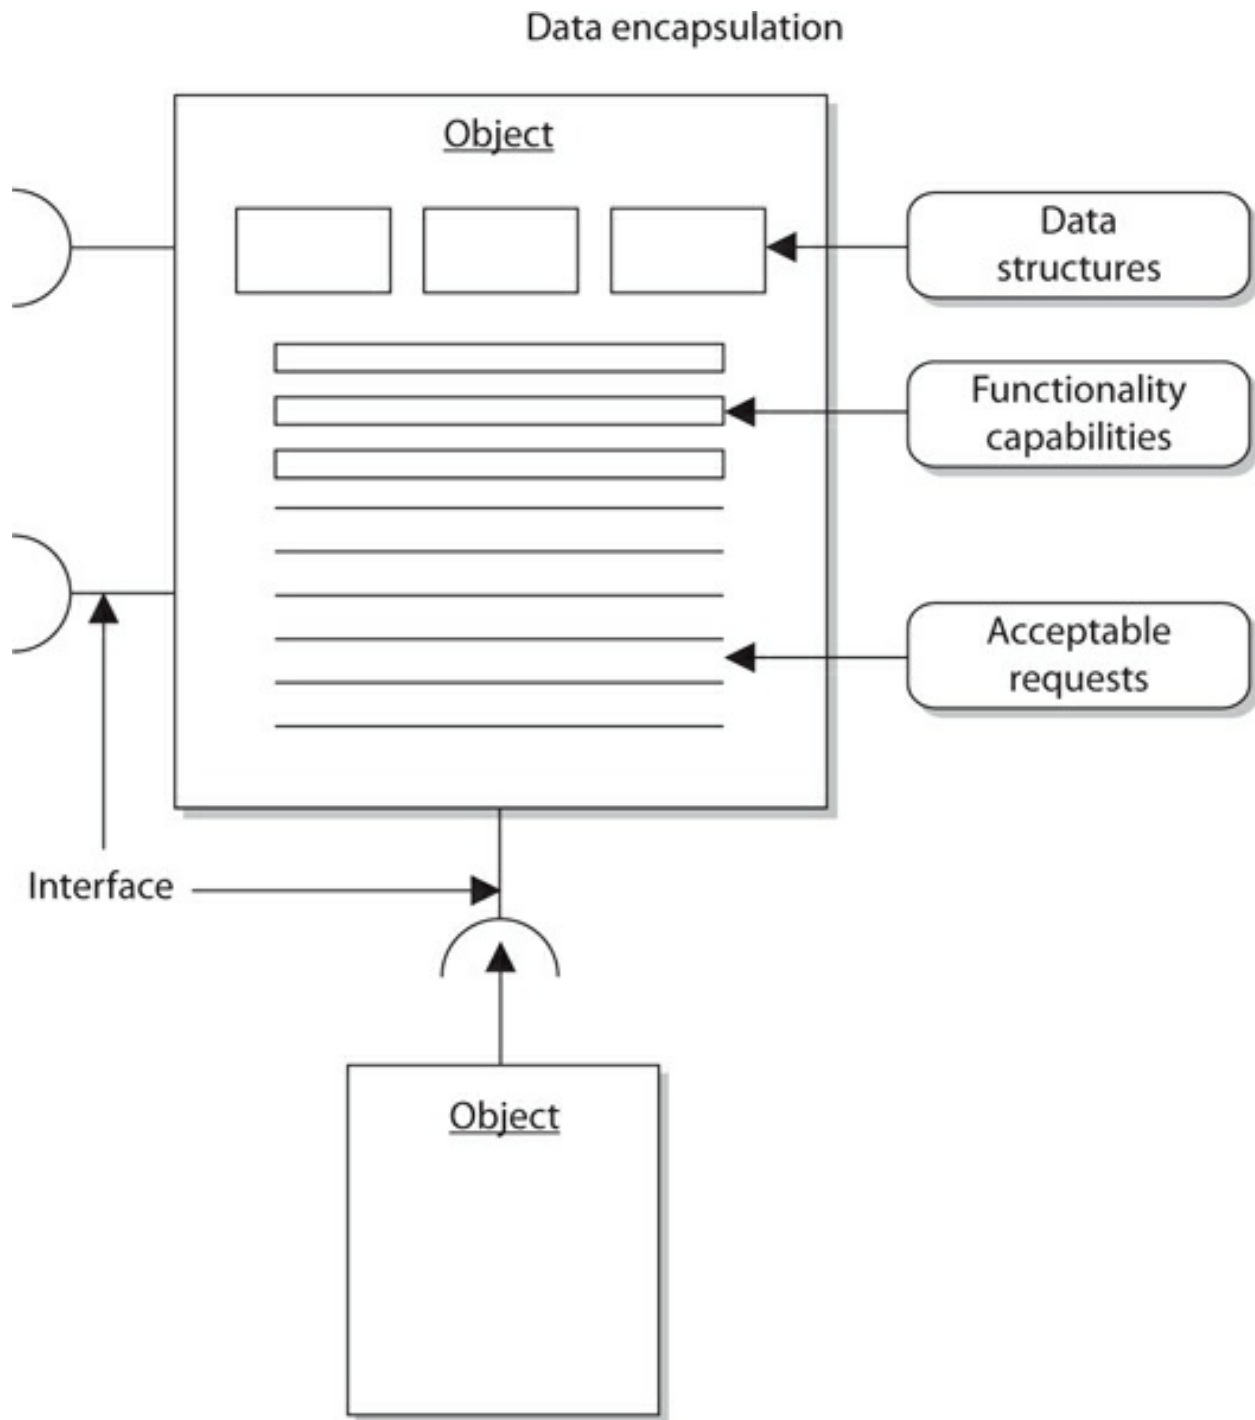 Data encapsulation
Object
Data
structures
Functionality
capabilities
Acceptable
requests
Interface
Object